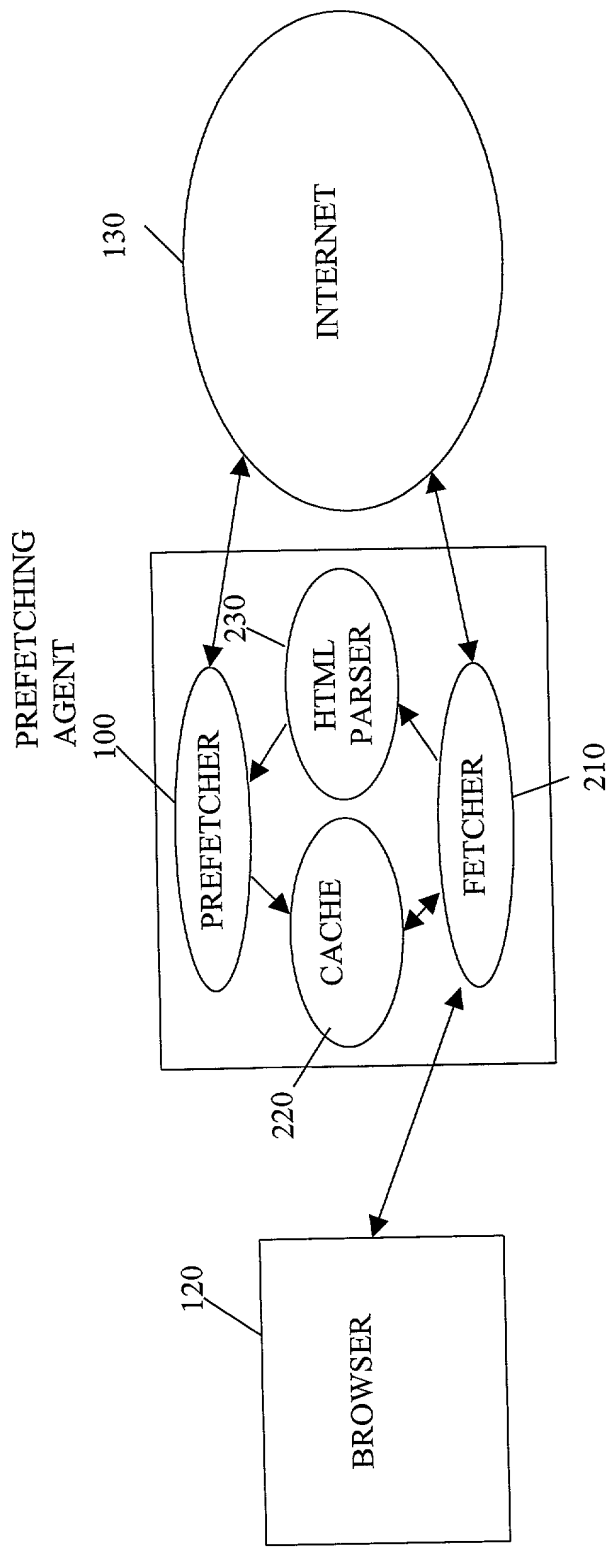 PREFETCHING
AGENT
120
BROWSER
220
CACHE
100
PREFETCHER
230
HTML
PARSER
FETCHER
210
130
INTERNET